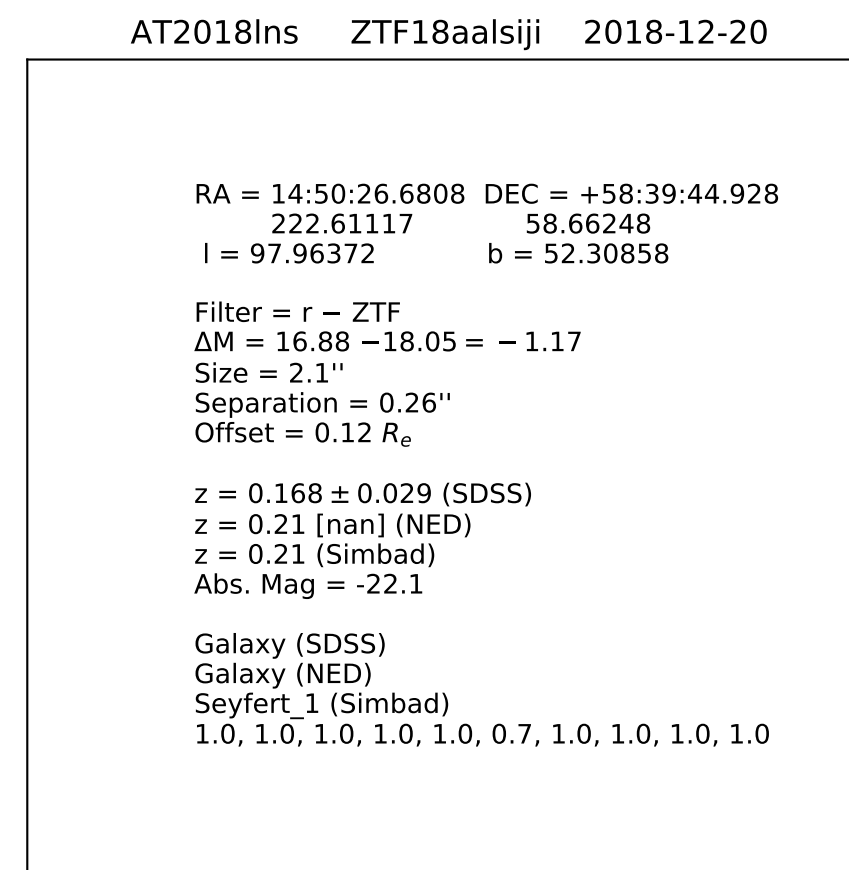 AT2018lns ZTF18aalsiji 2018-12-20
RA = 14:50:26.6808 DEC = +58:39:44.928
222.61117 58.66248
l = 97.96372 b = 52.30858
Filter = r − ZTF
ΔM = 16.88 −18.05 = − 1.17
Size = 2.1''
Separation = 0.26''
Offset = 0.12 Rₑ
z = 0.168 ± 0.029 (SDSS)
z = 0.21 [nan] (NED)
z = 0.21 (Simbad)
Abs. Mag = -22.1
Galaxy (SDSS)
Galaxy (NED)
Seyfert_1 (Simbad)
1.0, 1.0, 1.0, 1.0, 1.0, 0.7, 1.0, 1.0, 1.0, 1.0